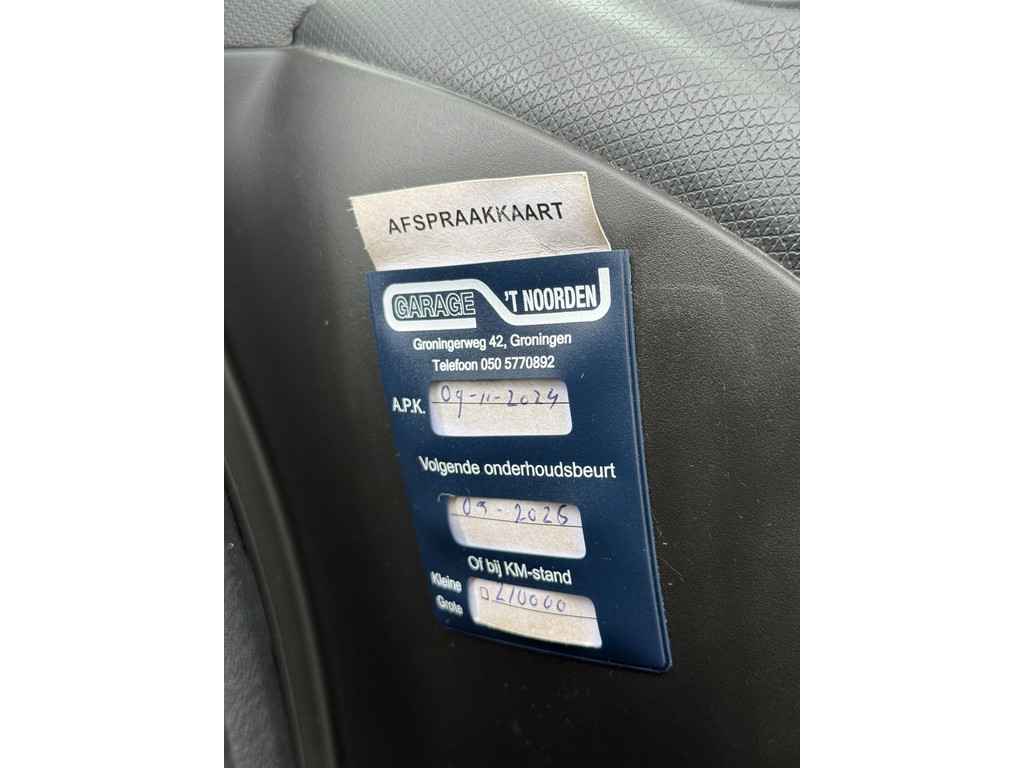 AFSPRAAKKAART
GARAGE 'T NOORDEN
Groningerweg 42, Groningen
Telefoon 050 5770892
A.P.K. 09-11-2024
Volgende onderhoudsbeurt
09-2025
Of bij KM-stand
Kleine
Grote 210000